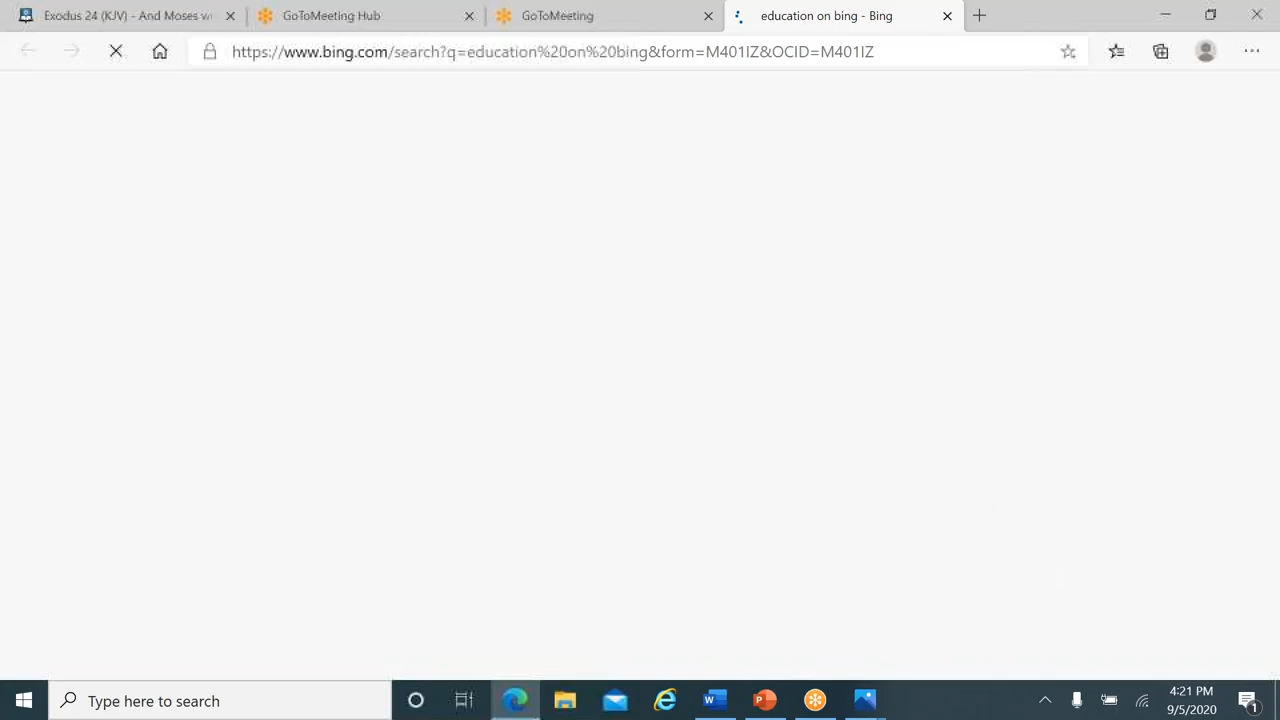 Exodus 24 (KJV) - And Moses w
GoToMeeting Hub
GoToMeeting
education on bing - Bing
https://www.bing.com/search?q=education%20on%20bing&form=M401IZ&OCID=M401IZ
Type here to search
4:21 PM
9/5/2020
1